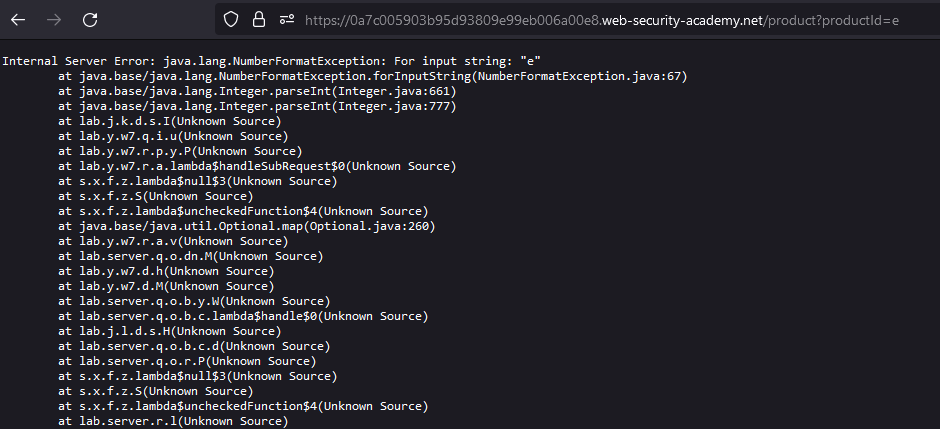 https://0a7c005903b95d93809e99eb006a00e8.web-security-academy.net/product?productId=e
Internal Server Error: java.lang.NumberFormatException: For input string: "e"
at java.base/java.lang.NumberFormatException.forInputString(NumberFormatException.java:67)
at java.base/java.lang.Integer.parseInt(Integer.java:661)
at java.base/java.lang.Integer.parseInt(Integer.java:777)
at lab.j.k.d.s.I(Unknown Source)
at lab.y.w7.q.i.u(Unknown Source)
at lab.y.w7.r.p.y.P(Unknown Source)
at lab.y.w7.r.a.lambda$handleSubRequest$0(Unknown Source)
at s.x.f.z.lambda$null$3(Unknown Source)
at s.x.f.z.S(Unknown Source)
at s.x.f.z.lambda$uncheckedFunction$4(Unknown Source)
at java.base/java.util.Optional.map(Optional.java:260)
at lab.y.w7.r.a.v(Unknown Source)
at lab.server.q.o.dn.M(Unknown Source)
at lab.y.w7.d.h(Unknown Source)
at lab.y.w7.d.M(Unknown Source)
at lab.server.q.o.b.y.W(Unknown Source)
at lab.server.q.o.b.c.lambda$handle$0(Unknown Source)
at lab.j.l.d.s.H(Unknown Source)
at lab.server.q.o.b.c.d(Unknown Source)
at lab.server.q.o.r.P(Unknown Source)
at s.x.f.z.lambda$null$3(Unknown Source)
at s.x.f.z.S(Unknown Source)
at s.x.f.z.lambda$uncheckedFunction$4(Unknown Source)
at lab.server.r.l(Unknown Source)